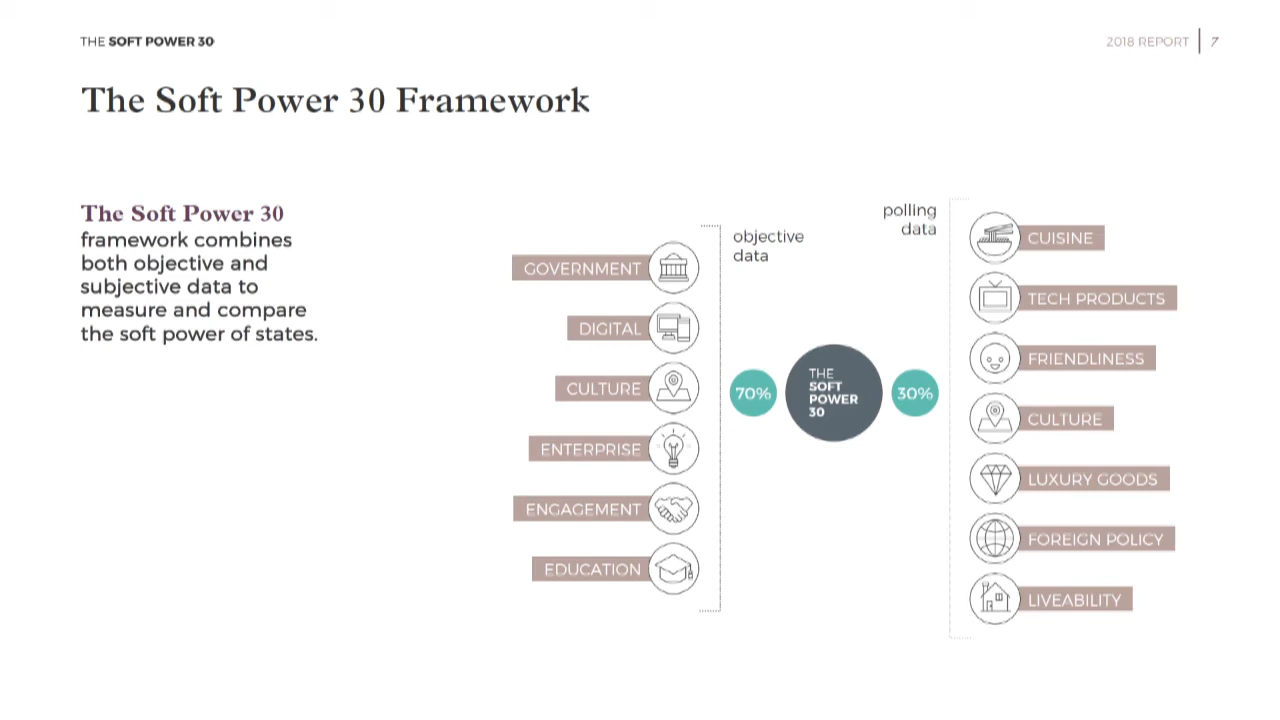 THE SOFT POWER 30
2018 REPORT 7
The Soft Power 30 Framework
The Soft Power 30
framework combines
both objective and
subjective data to
measure and compare
the soft power of states.
GOVERNMENT
DIGITAL
CULTURE
ENTERPRISE
ENGAGEMENT
EDUCATION
objective
data
70%
THE
SOFT
POWER
30
30%
polling
data
CUISINE
TECH PRODUCTS
FRIENDLINESS
CULTURE
LUXURY GOODS
FOREIGN POLICY
LIVEABILITY